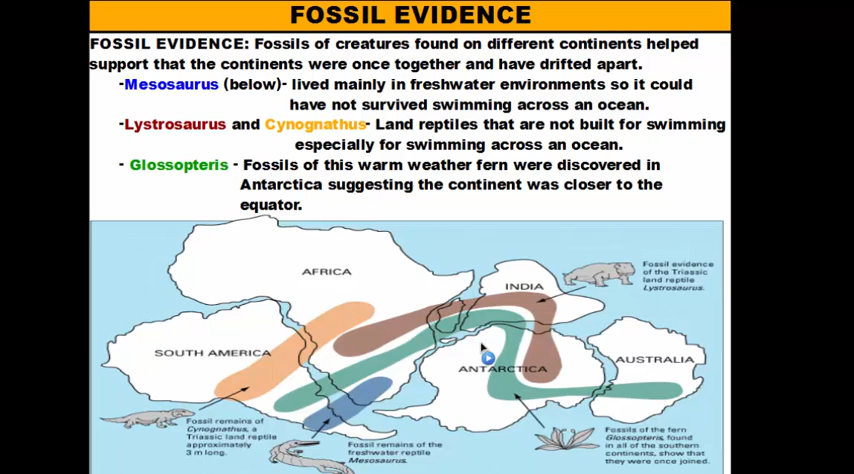 FOSSIL EVIDENCE
FOSSIL EVIDENCE: Fossils of creatures found on different continents helped
support that the continents were once together and have drifted apart.
-Mesosaurus (below)- lived mainly in freshwater environments so it could
have not survived swimming across an ocean.
-Lystrosaurus and Cynognathus- Land reptiles that are not built for swimming
especially for swimming across an ocean.
- Glossopteris - Fossils of this warm weather fern were discovered in
Antarctica suggesting the continent was closer to the
equator.
AFRICA
INDIA
Fossil evidence
of the Triassic
land reptile
Lystrosaurus.
SOUTH AMERICA
ANTARCTICA
AUSTRALIA
Fossil remains of
Cynognathus, a
Triassic land reptile
approximately
3 m long.
Fossil remains of the
freshwater reptile
Mesosaurus.
Fossils of the fern
Glossopteris, found
in all of the southern
continents, show that
they were once joined.